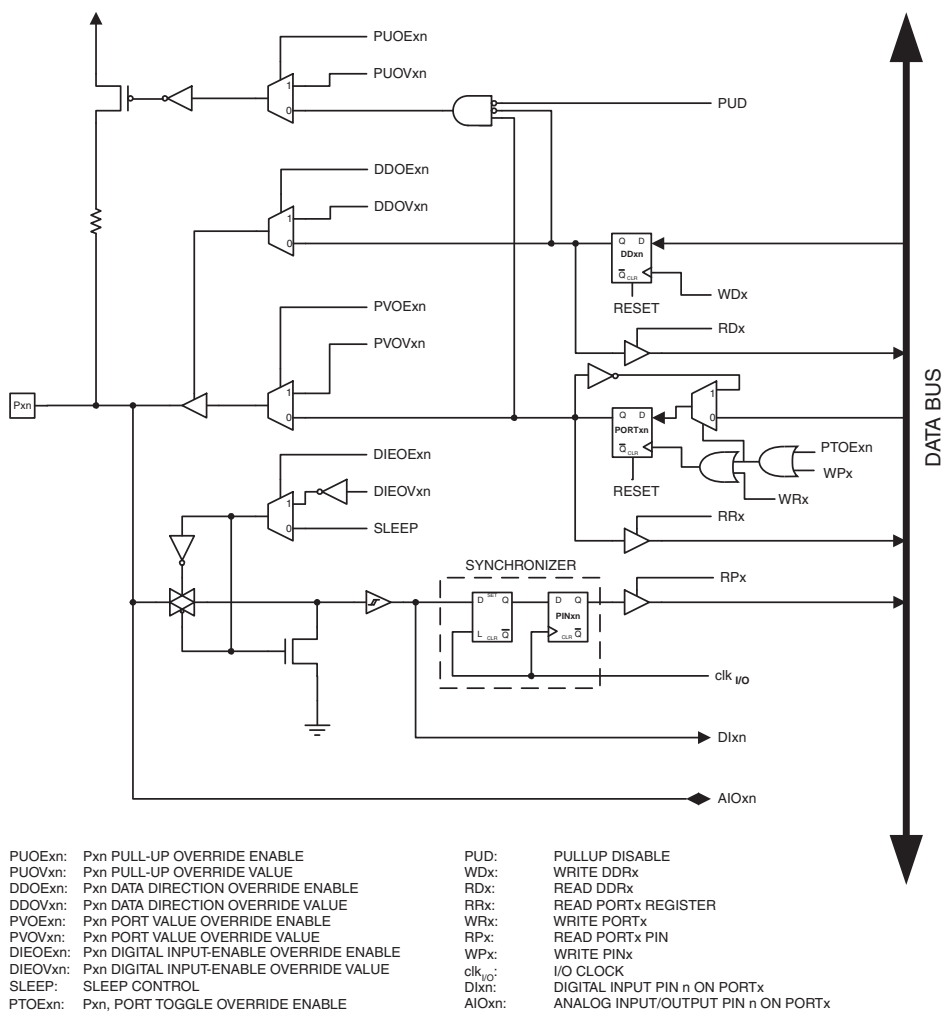 PUOExn
PUOVxn
1
0
PUD
DDOExn
DDOVxn
1
0
Q D
DDxn
Q CLR
WDx
RESET
RDx
PVOExn
PVOVxn
1
0
Pxn
1
0
Q D
PORTxn
Q CLR
PTOExn
WPx
RESET
WRx
RRx
DATA BUS
DIEOExn
DIEOVxn
1
0
SLEEP
SYNCHRONIZER
D SET Q
L CLR Q
D Q
PINxn
CLR Q
RPx
clk I/O
DIxn
AIOxn
PUOExn: Pxn PULL-UP OVERRIDE ENABLE
PUOVxn: Pxn PULL-UP OVERRIDE VALUE
DDOExn: Pxn DATA DIRECTION OVERRIDE ENABLE
DDOVxn: Pxn DATA DIRECTION OVERRIDE VALUE
PVOExn: Pxn PORT VALUE OVERRIDE ENABLE
PVOVxn: Pxn PORT VALUE OVERRIDE VALUE
DIEOExn: Pxn DIGITAL INPUT-ENABLE OVERRIDE ENABLE
DIEOVxn: Pxn DIGITAL INPUT-ENABLE OVERRIDE VALUE
SLEEP: SLEEP CONTROL
PTOExn: Pxn, PORT TOGGLE OVERRIDE ENABLE
PUD: PULLUP DISABLE
WDx: WRITE DDRx
RDx: READ DDRx
RRx: READ PORTx REGISTER
WRx: WRITE PORTx
RPx: READ PORTx PIN
WPx: WRITE PINx
clkI/O: I/O CLOCK
DIxn: DIGITAL INPUT PIN n ON PORTx
AIOxn: ANALOG INPUT/OUTPUT PIN n ON PORTx